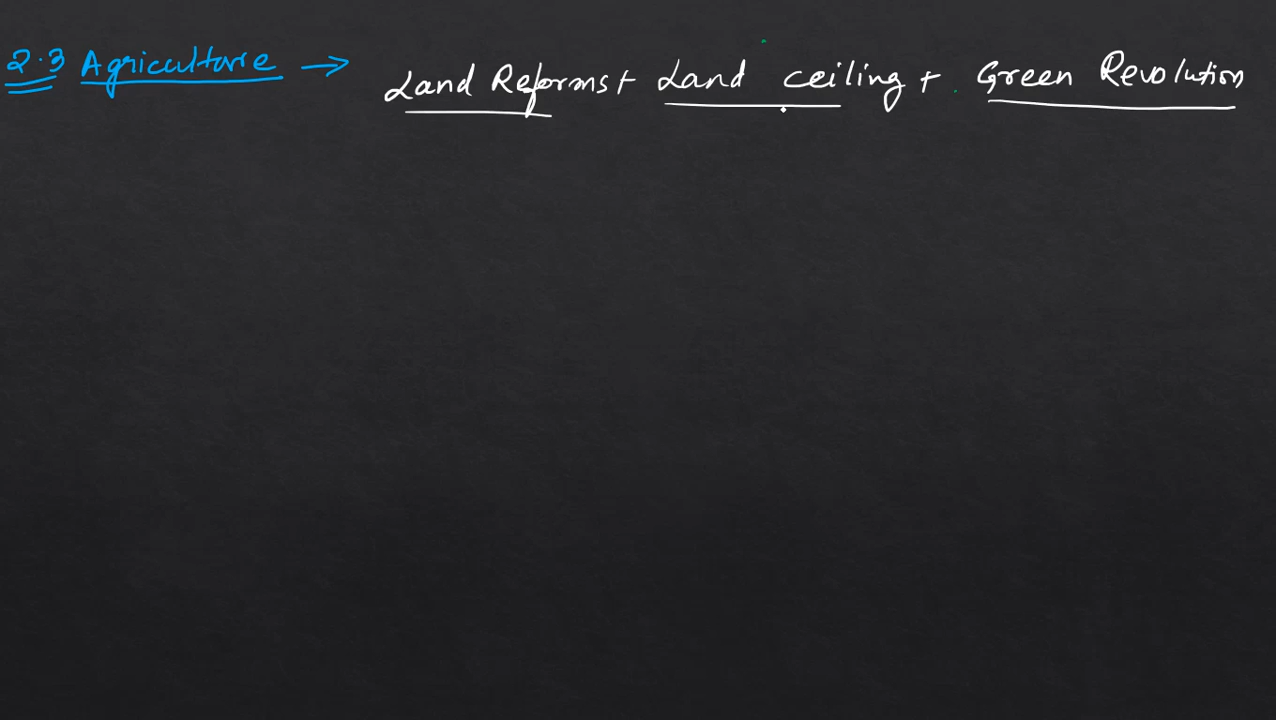 2.3 Agriculture → Land Reforms + Land ceiling + Green Revolution